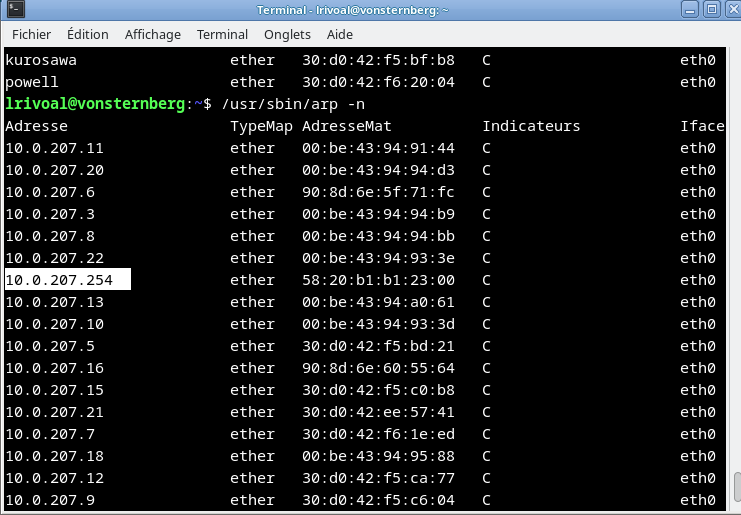 Terminal - lrivoal@vonsternberg: ~
Fichier Édition Affichage Terminal Onglets Aide
kurosawa ether 30:d0:42:f5:bf:b8 C eth0
powell ether 30:d0:42:f6:20:04 C eth0
lrivoal@vonsternberg:~$ /usr/sbin/arp -n
Adresse TypeMap AdresseMat Indicateurs Iface
10.0.207.11 ether 00:be:43:94:91:44 C eth0
10.0.207.20 ether 00:be:43:94:94:d3 C eth0
10.0.207.6 ether 90:8d:6e:5f:71:fc C eth0
10.0.207.3 ether 00:be:43:94:94:b9 C eth0
10.0.207.8 ether 00:be:43:94:94:bb C eth0
10.0.207.22 ether 00:be:43:94:93:3e C eth0
10.0.207.254 ether 58:20:b1:b1:23:00 C eth0
10.0.207.13 ether 00:be:43:94:a0:61 C eth0
10.0.207.10 ether 00:be:43:94:93:3d C eth0
10.0.207.5 ether 30:d0:42:f5:bd:21 C eth0
10.0.207.16 ether 90:8d:6e:60:55:64 C eth0
10.0.207.15 ether 30:d0:42:f5:c0:b8 C eth0
10.0.207.21 ether 30:d0:42:ee:57:41 C eth0
10.0.207.7 ether 30:d0:42:f6:1e:ed C eth0
10.0.207.18 ether 00:be:43:94:95:88 C eth0
10.0.207.12 ether 30:d0:42:f5:ca:77 C eth0
10.0.207.9 ether 30:d0:42:f5:c6:04 C eth0